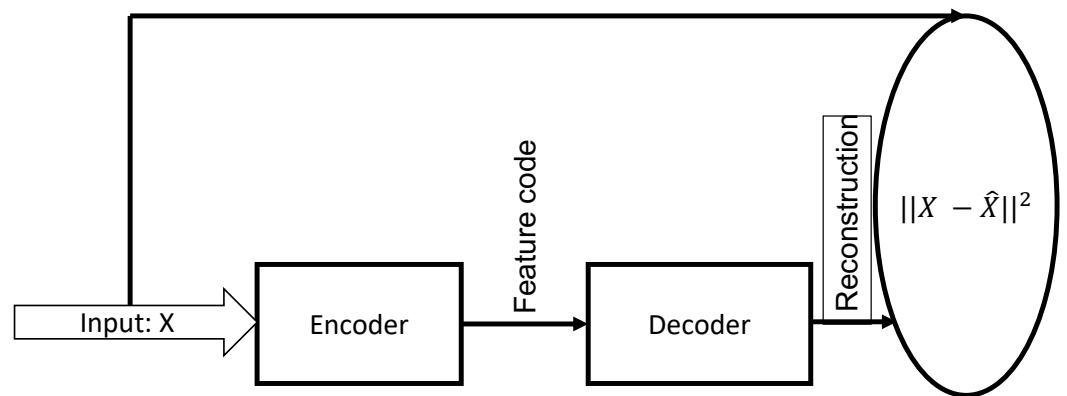 Input: X
Encoder
Feature code
Decoder
Reconstruction
||X − X̂||²